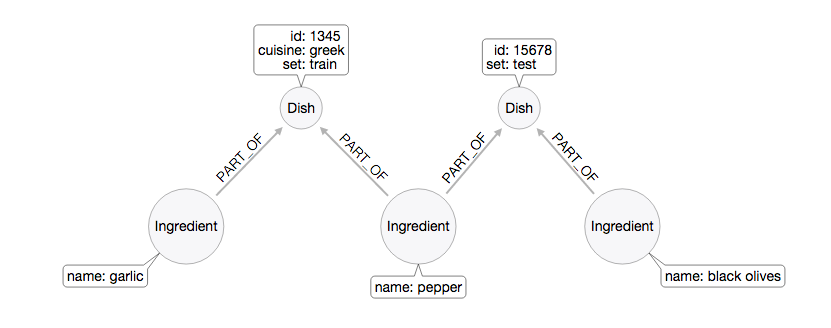 id: 1345
cuisine: greek
set: train
id: 15678
set: test
Dish
Dish
PART_OF
PART_OF
PART_OF
PART_OF
Ingredient
Ingredient
Ingredient
name: garlic
name: pepper
name: black olives